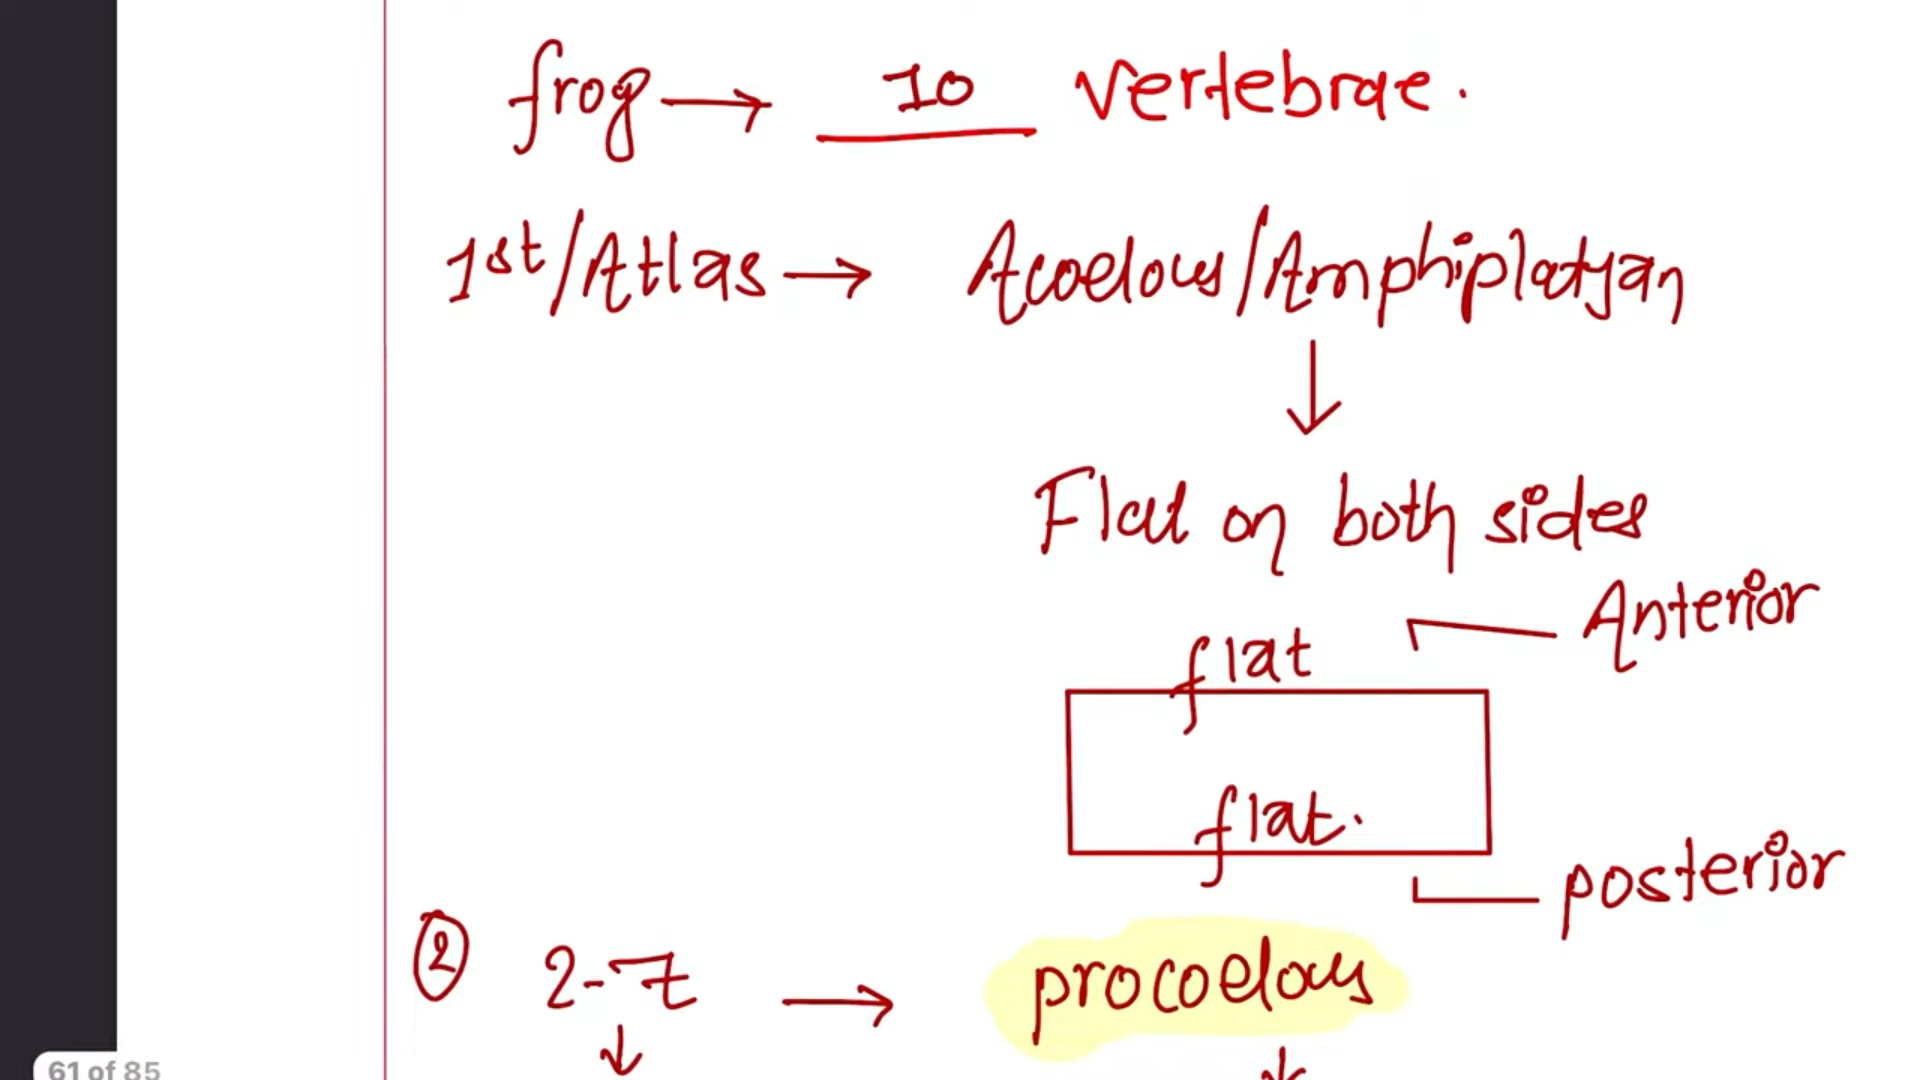 frog → 10 vertebrae.
1st/Atlas → Acoelous/Amphiplatyan
↓
Flat on both sides
Anterior
flat
flat.
posterior
② 2-7 → procoelous
↓ ↓
61 of 85